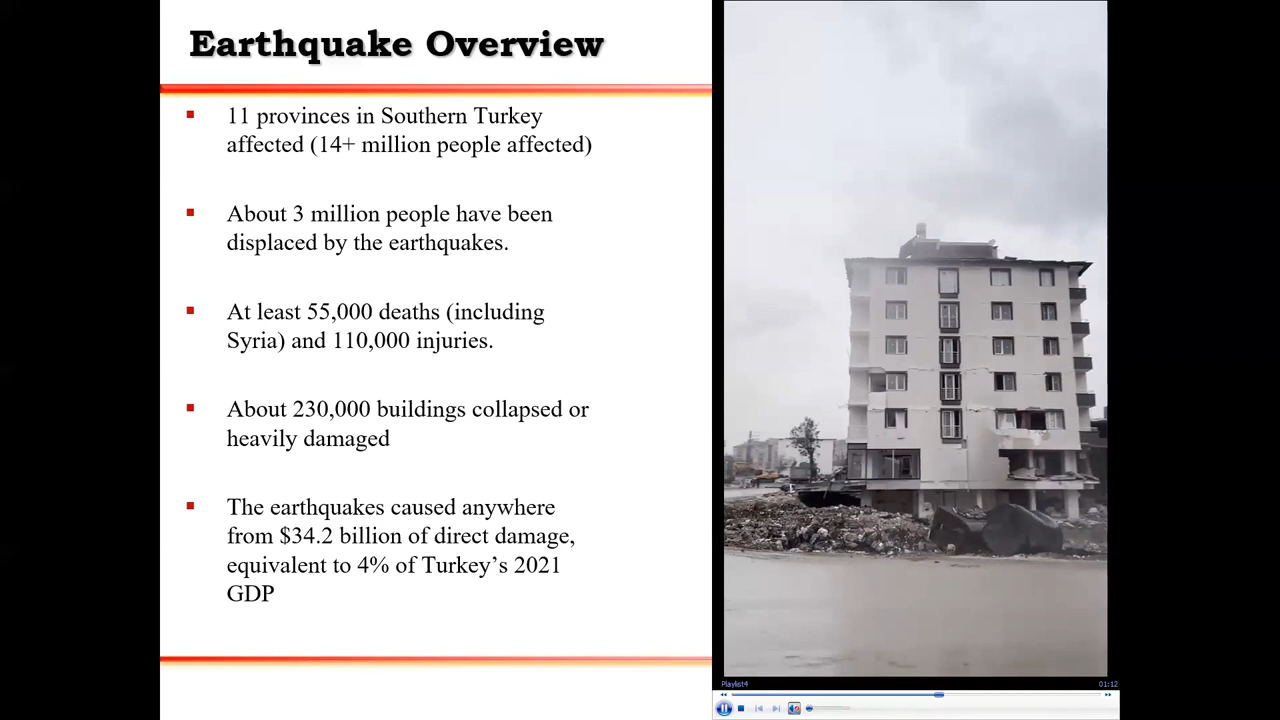 Earthquake Overview
11 provinces in Southern Turkey
affected (14+ million people affected)
About 3 million people have been
displaced by the earthquakes.
At least 55,000 deaths (including
Syria) and 110,000 injuries.
About 230,000 buildings collapsed or
heavily damaged
The earthquakes caused anywhere
from $34.2 billion of direct damage,
equivalent to 4% of Turkey’s 2021
GDP
Playlist4
01:12